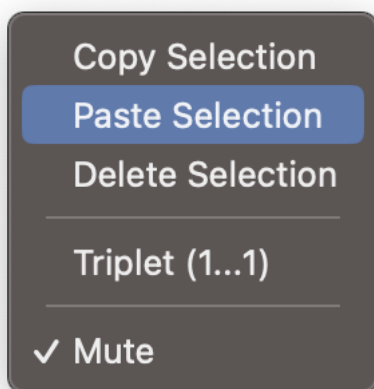 Copy Selection
Paste Selection
Delete Selection
Triplet (1...1)
✓ Mute